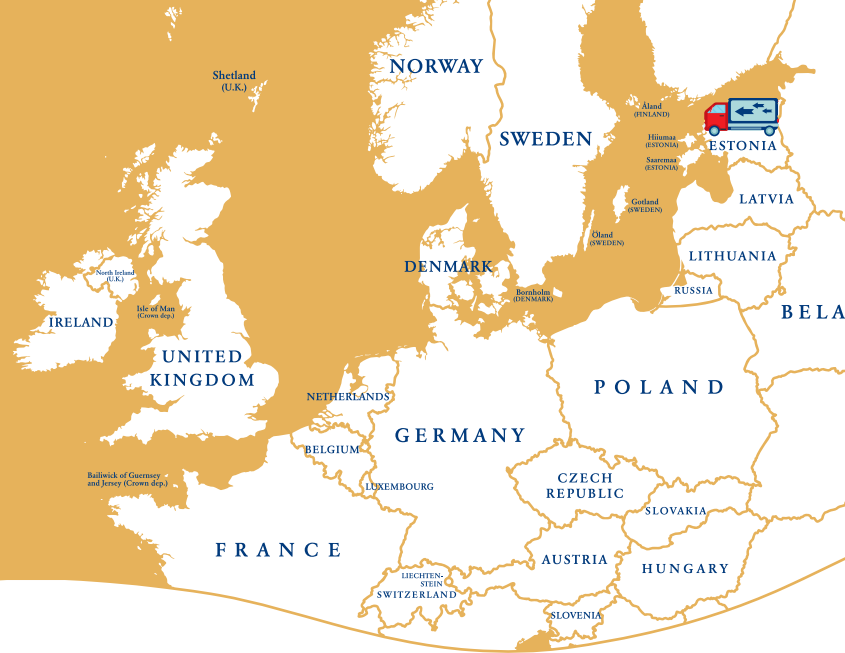 NORWAY
Shetland
(U.K.)
Åland
(FINLAND)
SWEDEN
Hiiumaa
(ESTONIA)
ESTONIA
Saaremaa
(ESTONIA)
LATVIA
Gotland
(SWEDEN)
Öland
(SWEDEN)
LITHUANIA
DENMARK
North Ireland
(U.K.)
RUSSIA
Bornholm
(DENMARK)
Isle of Man
(Crown dep.)
BELA
IRELAND
UNITED
KINGDOM
POLAND
NETHERLANDS
GERMANY
BELGIUM
Bailiwick of Guernsey
and Jersey (Crown dep.)
LUXEMBOURG
CZECH
REPUBLIC
SLOVAKIA
FRANCE
AUSTRIA
HUNGARY
LIECHTEN-
STEIN
SWITZERLAND
SLOVENIA